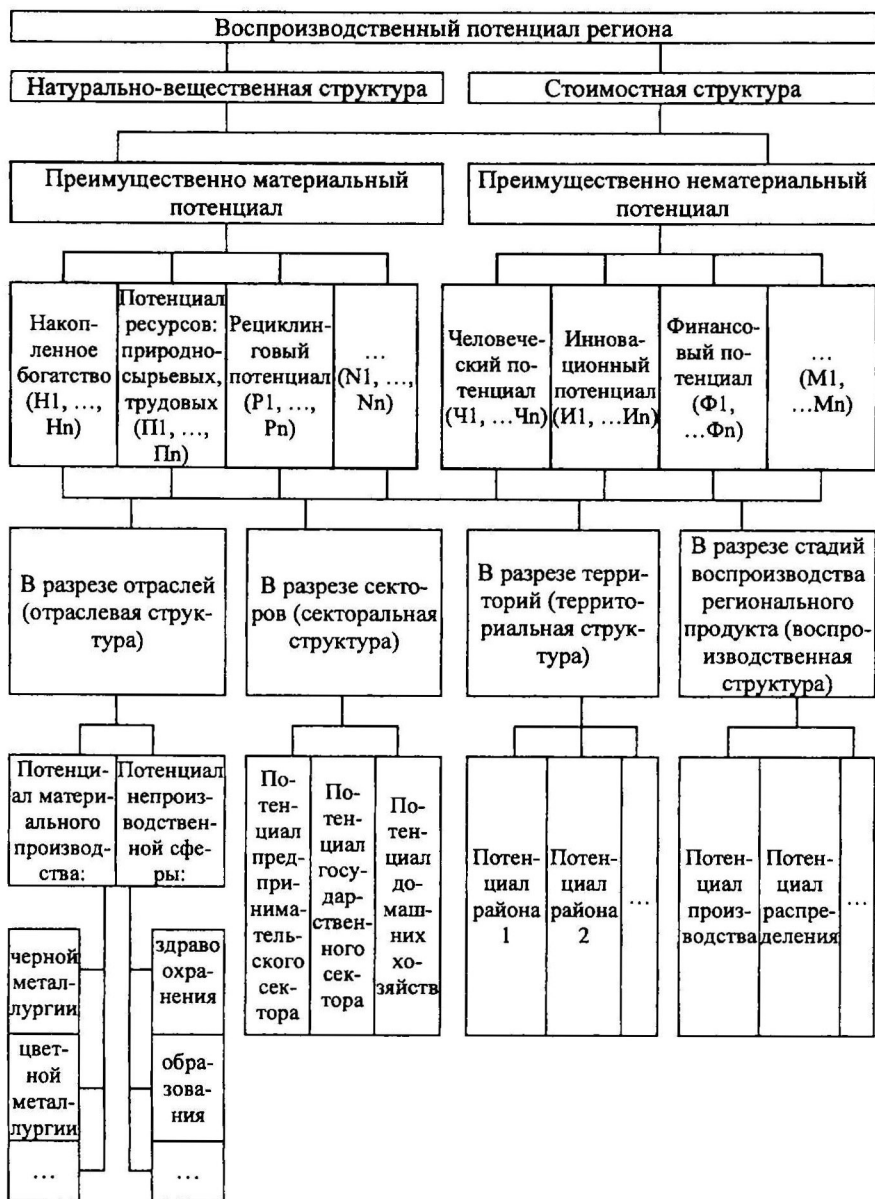 Воспроизводственный потенциал региона
Натурально-вещественная структура
Стоимостная структура
Преимущественно материальный
потенциал
Преимущественно нематериальный
потенциал
Накоп-
ленное
богатство
(Н1, …,
Нn)
Потенциал
ресурсов:
природно-
сырьевых,
трудовых
(П1, …,
Пn)
Рециклин-
говый
потенциал
(Р1, …,
Рn)
…
(N1, …,
Nn)
Человече-
ский по-
тенциал
(Ч1, …Чn)
Иннова-
ционный
потенциал
(И1, …Иn)
Финансо-
вый по-
тенциал
(Ф1,
…Фn)
…
(М1,
…Мn)
В разрезе отраслей
(отраслевая струк-
тура)
В разрезе секто-
ров (секторальная
структура)
В разрезе терри-
торий (террито-
риальная струк-
тура)
В разрезе стадий
воспроизводства
регионального
продукта (воспро-
изводственная
структура)
Потенци-
ал матери-
ального
производ-
ства:
Потенциал
непроиз-
водствен-
ной сфе-
ры:
черной
метал-
лургии
цвет-
ной
метал-
лургии
…
здраво
охра-
нения
обра-
зова-
ния
…
По-
тен-
циал
пред-
при-
нима-
тель-
ского
сек-
тора
По-
тен-
циал
госу-
дар-
ствен-
ного
сек-
тора
По-
тен-
циал
до-
маш-
них
хо-
зяйств
Потен-
циал
района
1
Потен-
циал
района
2
…
Потен-
циал
произ-
водства
Потен-
циал
распре-
деления
…